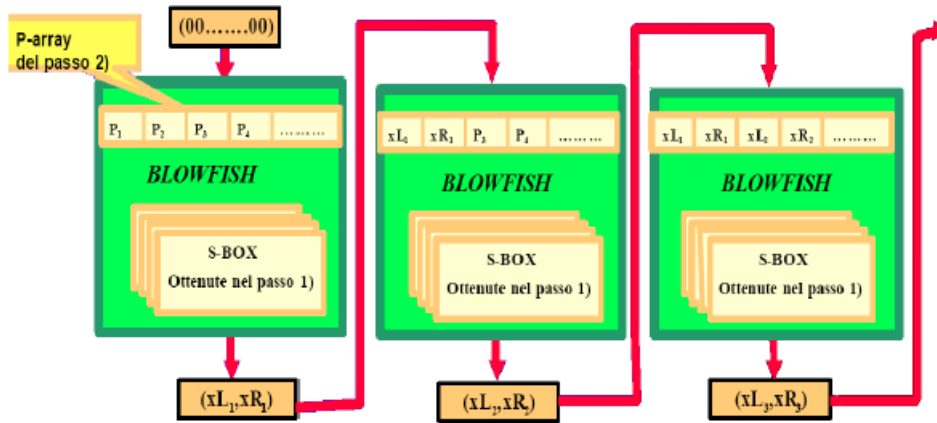 P-array
del passo 2)
(00.......00)
P₁ P₂ P₃ P₄ ………
BLOWFISH
S-BOX
Ottenute nel passo 1)
(xL₁,xR₁)
xL₁ xR₁ P₃ P₄ ………
BLOWFISH
S-BOX
Ottenute nel passo 1)
(xL₂,xR₂)
xL₁ xR₁ xL₂ xR₂ ………
BLOWFISH
S-BOX
Ottenute nel passo 1)
(xL₃,xR₃)